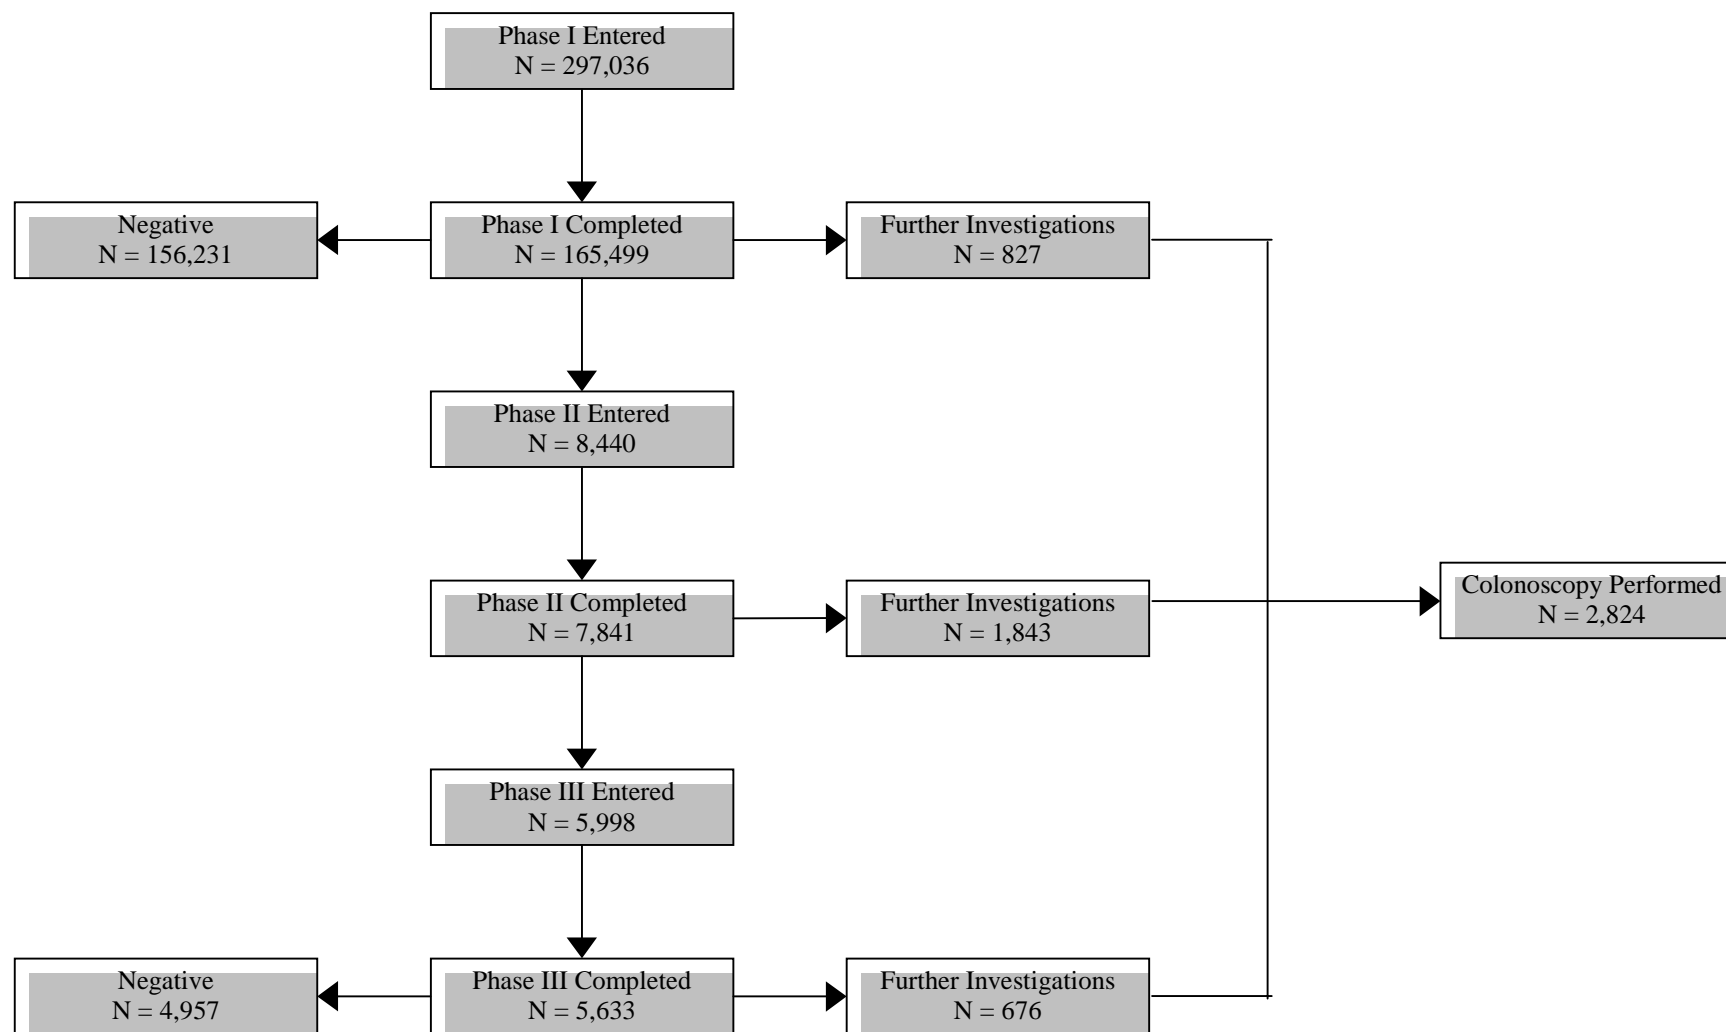 Phase I Entered
N = 297,036
Negative
N = 156,231
Phase I Completed
N = 165,499
Further Investigations
N = 827
Phase II Entered
N = 8,440
Phase II Completed
N = 7,841
Further Investigations
N = 1,843
Colonoscopy Performed
N = 2,824
Phase III Entered
N = 5,998
Negative
N = 4,957
Phase III Completed
N = 5,633
Further Investigations
N = 676